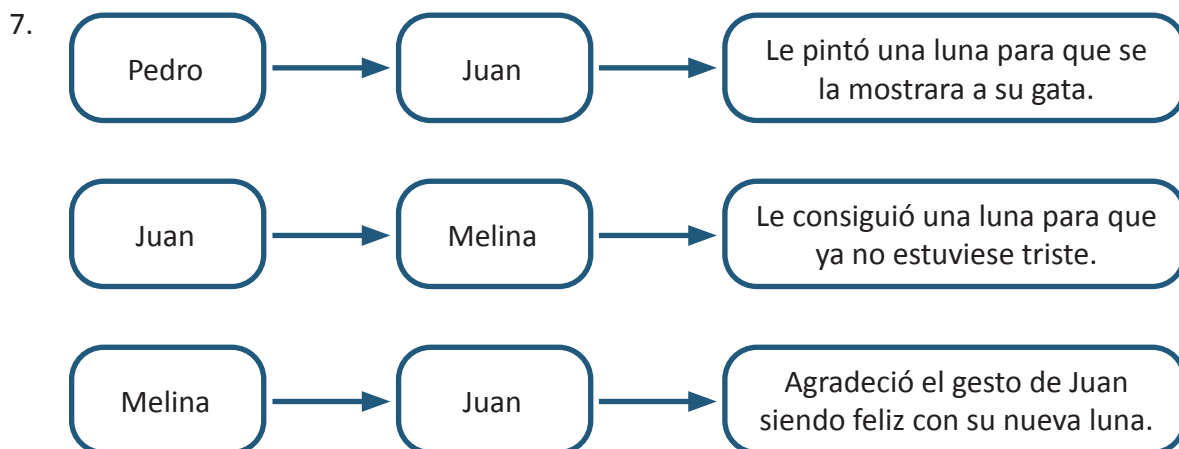 7.
Pedro
Juan
Le pintó una luna para que se
la mostrara a su gata.
Juan
Melina
Le consiguió una luna para que
ya no estuviese triste.
Melina
Juan
Agradeció el gesto de Juan
siendo feliz con su nueva luna.